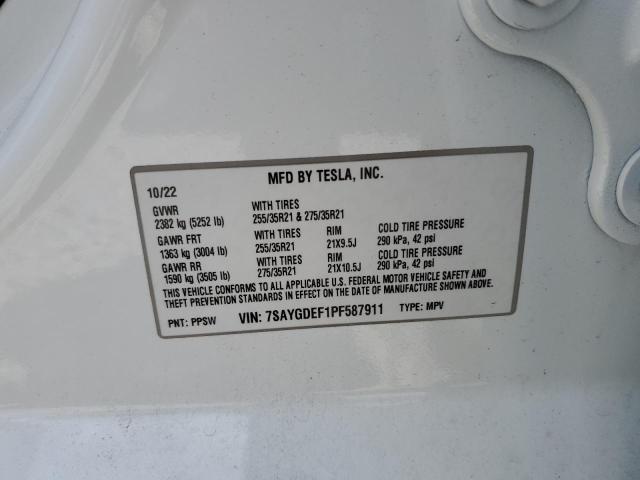 MFD BY TESLA, INC.
10/22
GVWR WITH TIRES
2382 kg (5252 lb) 255/35R21 & 275/35R21
GAWR FRT WITH TIRES RIM COLD TIRE PRESSURE
1363 kg (3004 lb) 255/35R21 21X9.5J 290 kPa, 42 psi
GAWR RR WITH TIRES RIM COLD TIRE PRESSURE
1590 kg (3505 lb) 275/35R21 21X10.5J 290 kPa, 42 psi
THIS VEHICLE CONFORMS TO ALL APPLICABLE U.S. FEDERAL MOTOR VEHICLE SAFETY AND
THEFT PREVENTION STANDARDS IN EFFECT ON THE DATE OF MANUFACTURE SHOWN ABOVE.
PNT: PPSW VIN: 7SAYGDEF1PF587911 TYPE: MPV